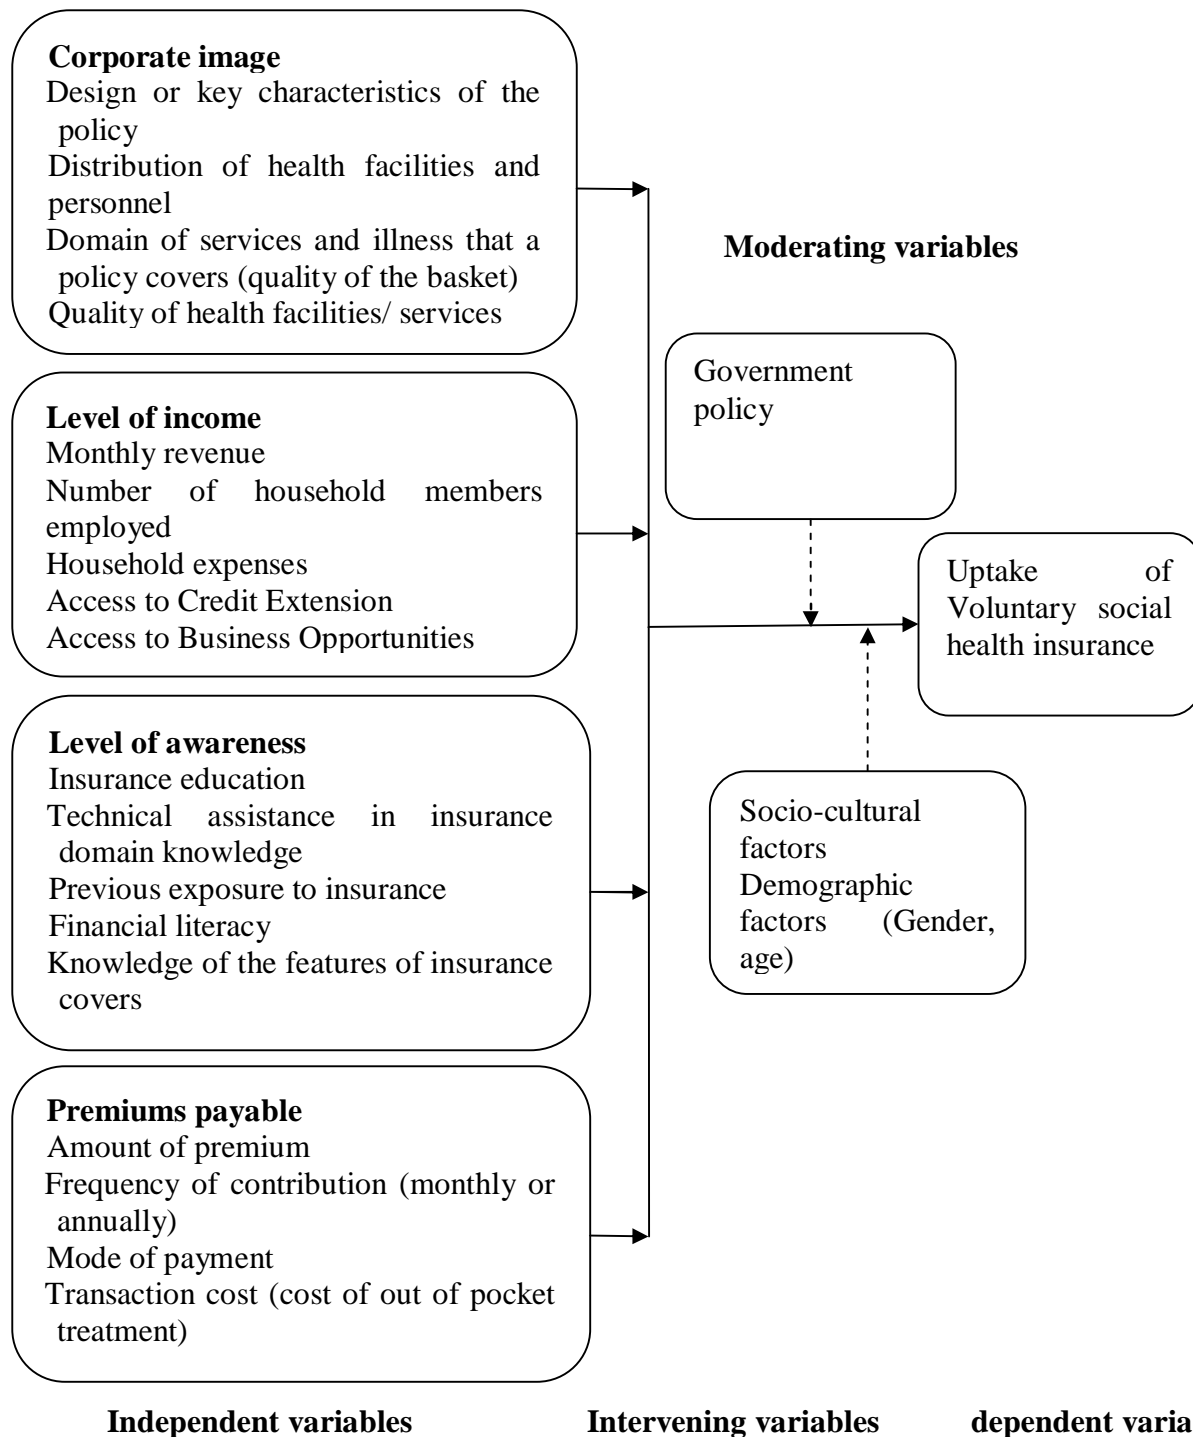 Corporate image
Design or key characteristics of the
policy
Distribution of health facilities and
personnel
Domain of services and illness that a
policy covers (quality of the basket)
Quality of health facilities/ services
Level of income
Monthly revenue
Number of household members
employed
Household expenses
Access to Credit Extension
Access to Business Opportunities
Level of awareness
Insurance education
Technical assistance in insurance
domain knowledge
Previous exposure to insurance
Financial literacy
Knowledge of the features of insurance
covers
Premiums payable
Amount of premium
Frequency of contribution (monthly or
annually)
Mode of payment
Transaction cost (cost of out of pocket
treatment)
Moderating variables
Government
policy
Uptake of
Voluntary social
health insurance
Socio-cultural
factors
Demographic
factors (Gender,
age)
Independent variables
Intervening variables
dependent varia